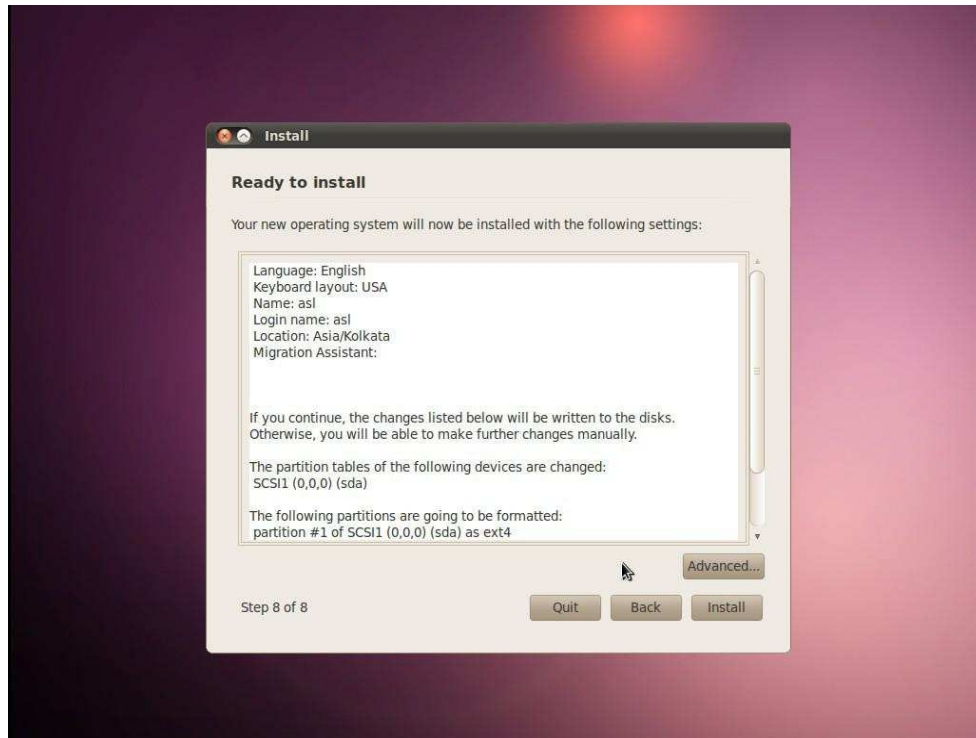 Install
Ready to install
Your new operating system will now be installed with the following settings:
Language: English
Keyboard layout: USA
Name: asl
Login name: asl
Location: Asia/Kolkata
Migration Assistant:
If you continue, the changes listed below will be written to the disks.
Otherwise, you will be able to make further changes manually.
The partition tables of the following devices are changed:
SCSI1 (0,0,0) (sda)
The following partitions are going to be formatted:
partition #1 of SCSI1 (0,0,0) (sda) as ext4
Advanced...
Step 8 of 8
Quit
Back
Install